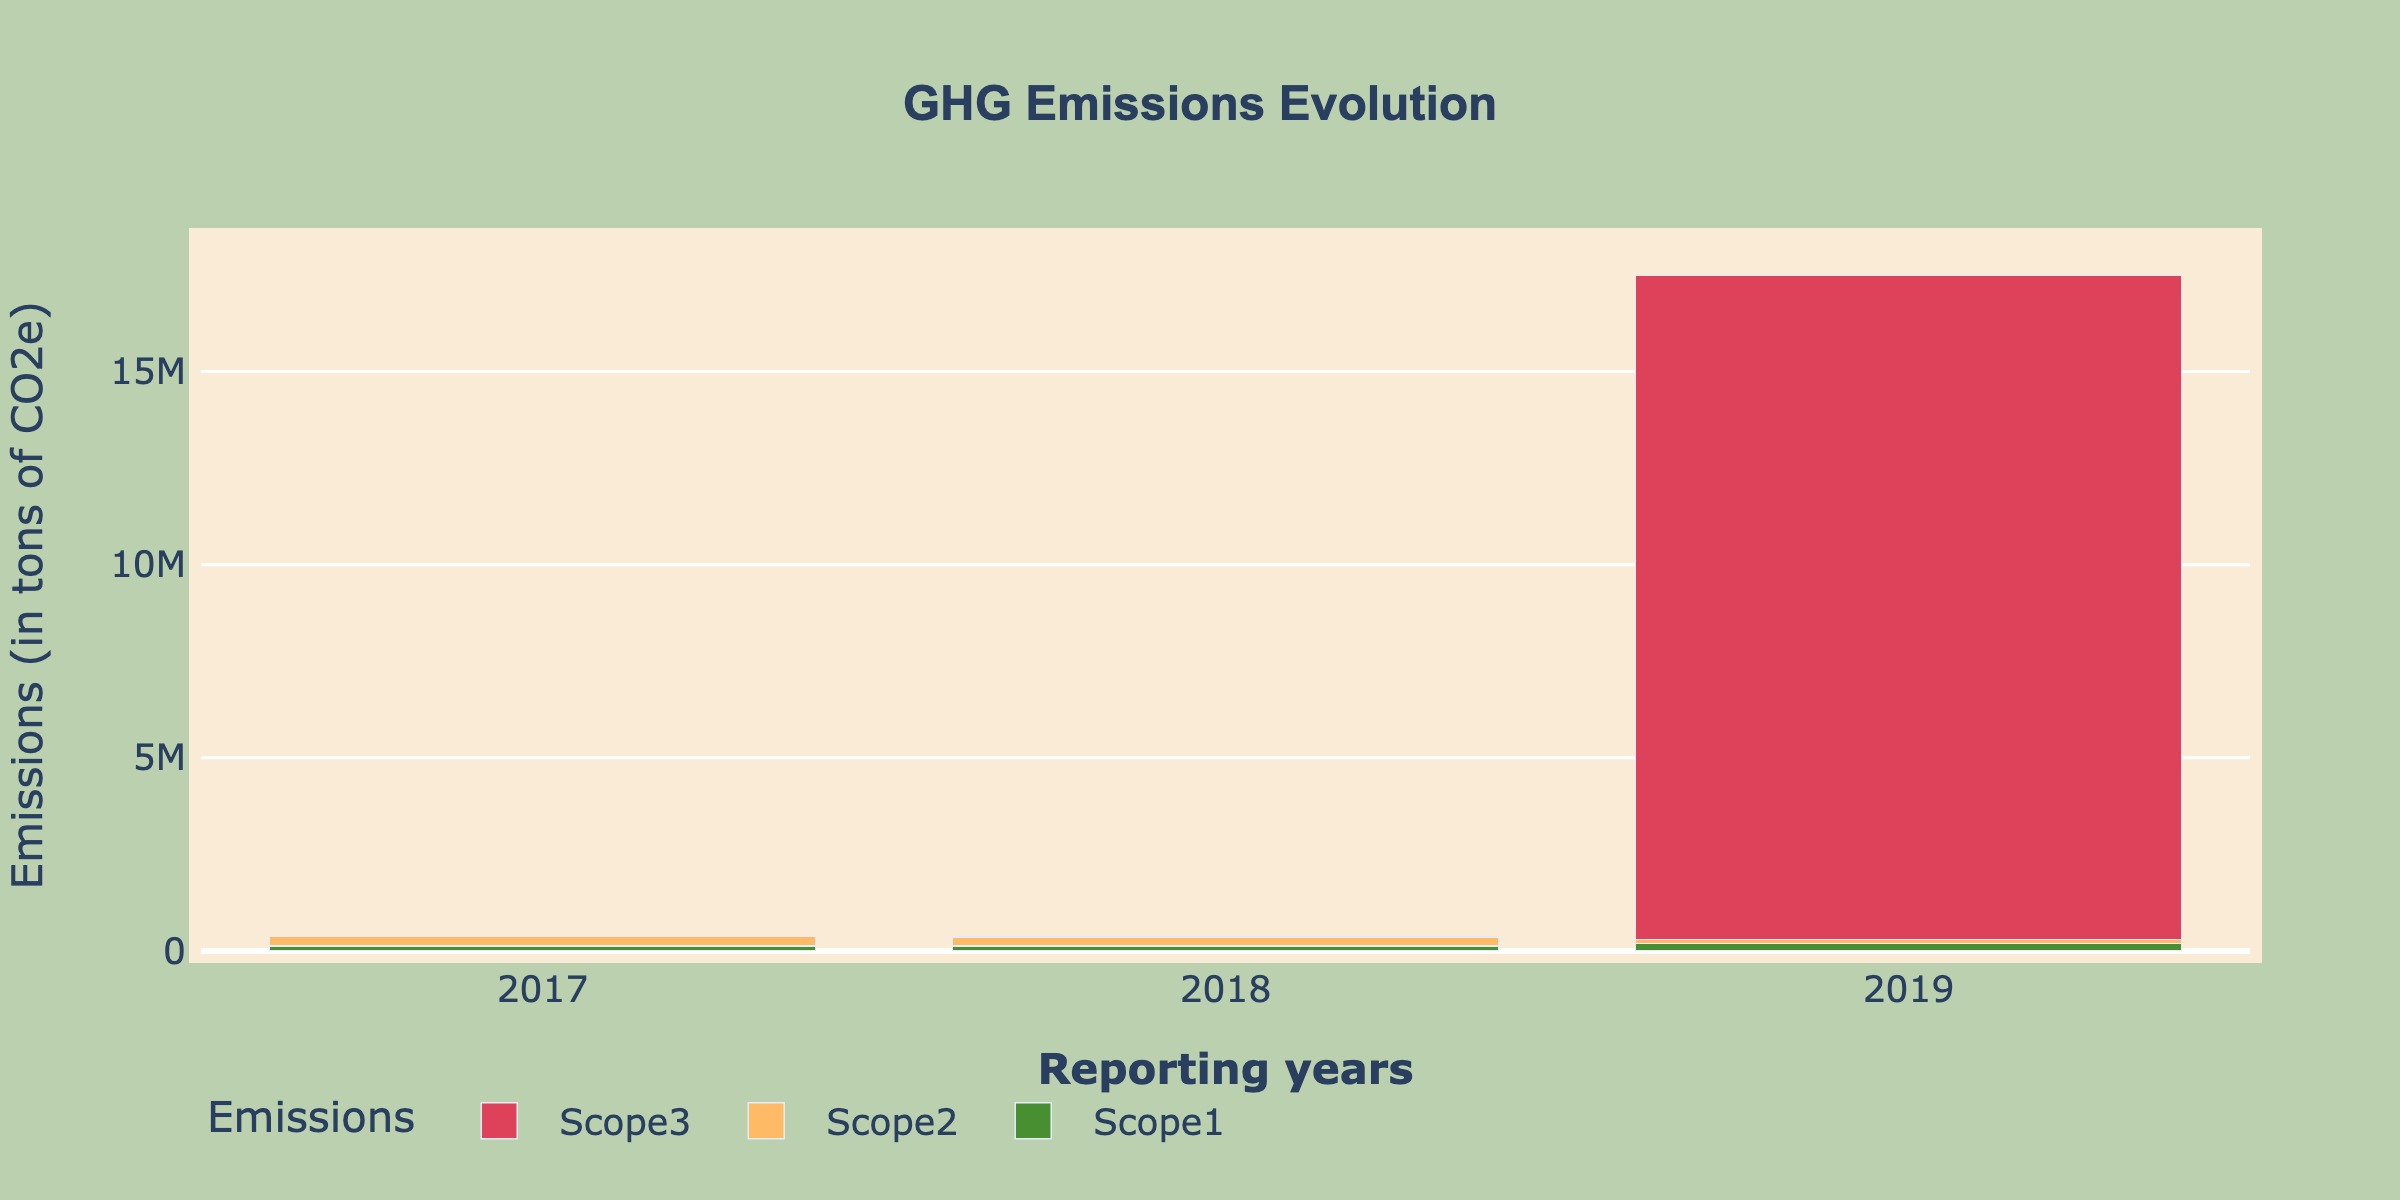 GHG Emissions Evolution
Emissions (in tons of CO2e)
15M
10M
5M
0
2017 2018 2019
Reporting years
Emissions Scope3 Scope2 Scope1